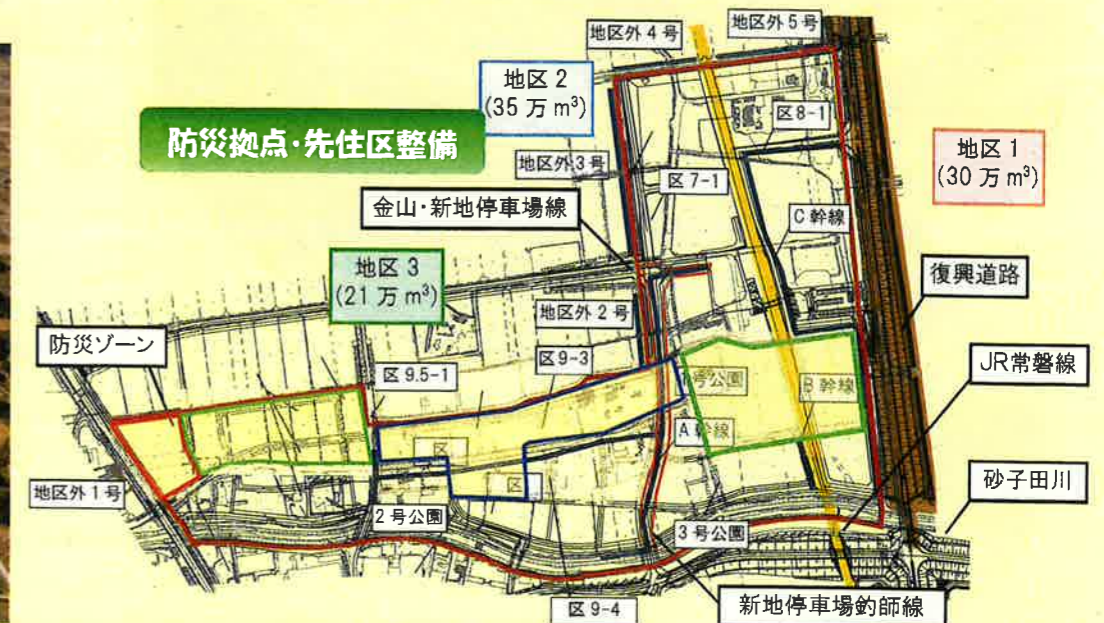 地区外4号
地区外5号
地区2
(35万m³)
防災拠点・先住区整備
区8-1
地区1
(30万m³)
地区外3号
区7-1
金山・新地停車場線
C幹線
地区3
(21万m³)
復興道路
地区外2号
防災ゾーン
区9-3
JR常磐線
区9.5-1
号公園
B幹線
A幹線
区
砂子田川
地区外1号
区
2号公園
3号公園
新地停車場釣師線
区9-4